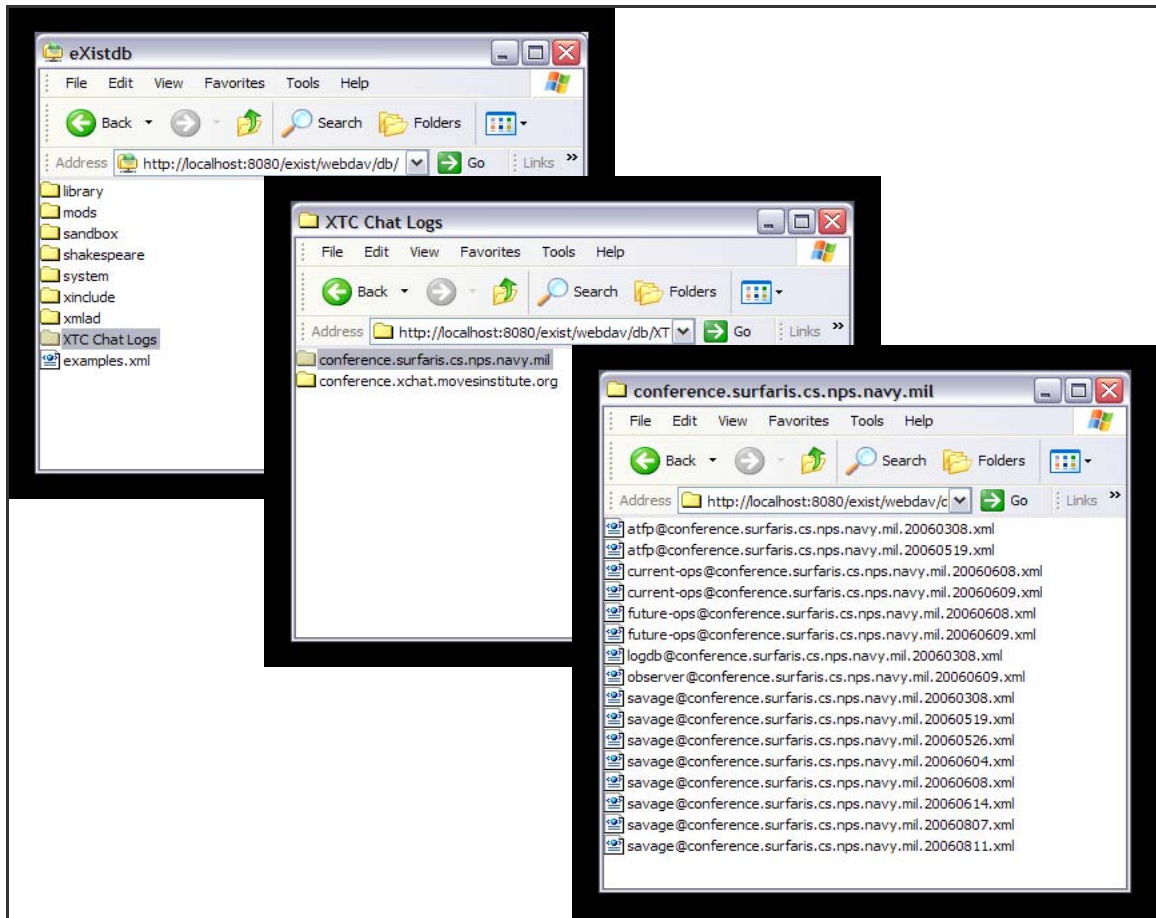 eXistdb
File Edit View Favorites Tools Help
Back Search Folders
Address http://localhost:8080/exist/webdav/db/ Go Links »
library
mods
sandbox
shakespeare
system
xinclude
xmlad
XTC Chat Logs
examples.xml
XTC Chat Logs
File Edit View Favorites Tools Help
Back Search Folders
Address http://localhost:8080/exist/webdav/db/XT Go Links »
conference.surfaris.cs.nps.navy.mil
conference.xchat.movesinstitute.org
conference.surfaris.cs.nps.navy.mil
File Edit View Favorites Tools Help
Back Search Folders
Address http://localhost:8080/exist/webdav/c Go Links »
atfp@conference.surfaris.cs.nps.navy.mil.20060308.xml
atfp@conference.surfaris.cs.nps.navy.mil.20060519.xml
current-ops@conference.surfaris.cs.nps.navy.mil.20060608.xml
current-ops@conference.surfaris.cs.nps.navy.mil.20060609.xml
future-ops@conference.surfaris.cs.nps.navy.mil.20060608.xml
future-ops@conference.surfaris.cs.nps.navy.mil.20060609.xml
logdb@conference.surfaris.cs.nps.navy.mil.20060308.xml
observer@conference.surfaris.cs.nps.navy.mil.20060609.xml
savage@conference.surfaris.cs.nps.navy.mil.20060308.xml
savage@conference.surfaris.cs.nps.navy.mil.20060519.xml
savage@conference.surfaris.cs.nps.navy.mil.20060526.xml
savage@conference.surfaris.cs.nps.navy.mil.20060604.xml
savage@conference.surfaris.cs.nps.navy.mil.20060608.xml
savage@conference.surfaris.cs.nps.navy.mil.20060614.xml
savage@conference.surfaris.cs.nps.navy.mil.20060807.xml
savage@conference.surfaris.cs.nps.navy.mil.20060811.xml